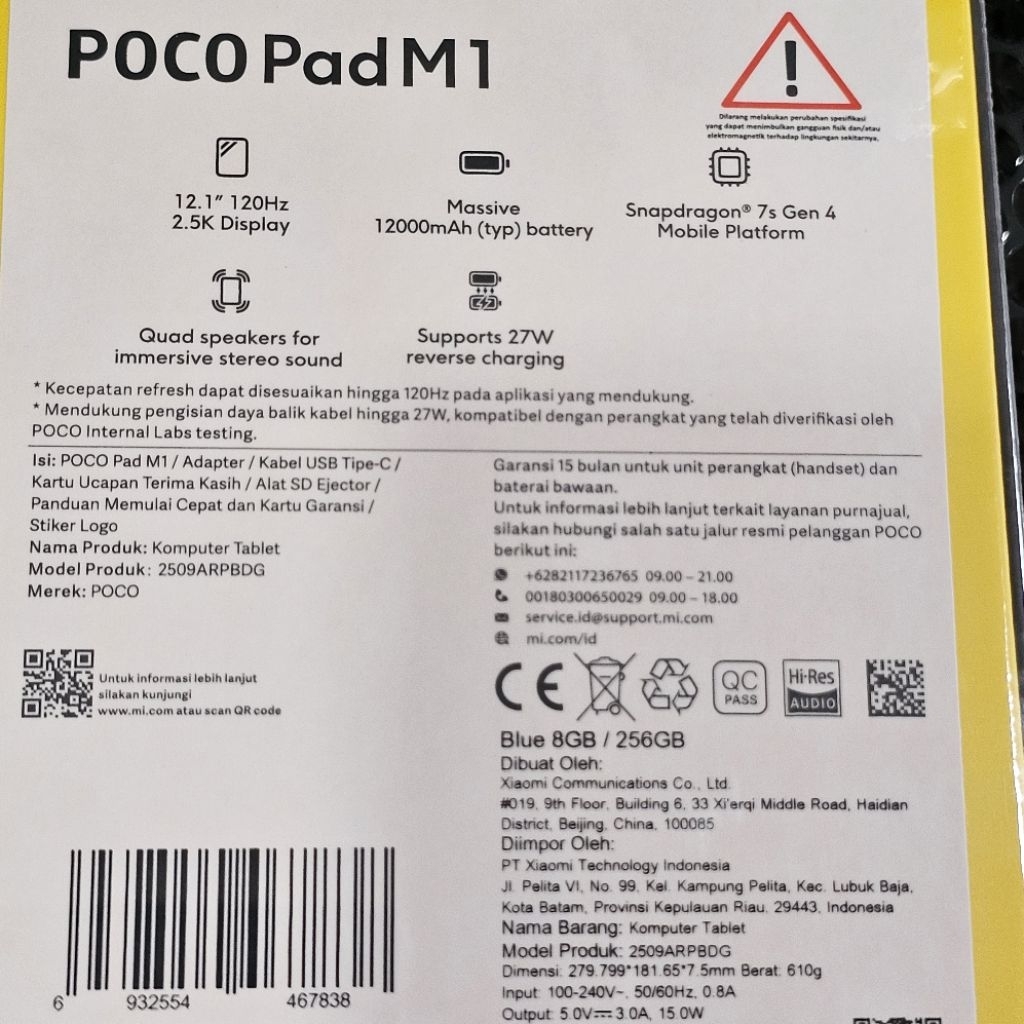 POCO Pad M1
!
Dilarang melakukan perubahan spesifikasi
yang dapat menimbulkan gangguan fisik dan/atau
elektromagnetik terhadap lingkungan sekitarnya.
12.1" 120Hz
2.5K Display
Massive
12000mAh (typ) battery
Snapdragon® 7s Gen 4
Mobile Platform
Quad speakers for
immersive stereo sound
Supports 27W
reverse charging
* Kecepatan refresh dapat disesuaikan hingga 120Hz pada aplikasi yang mendukung.
* Mendukung pengisian daya balik kabel hingga 27W, kompatibel dengan perangkat yang telah diverifikasi oleh
POCO Internal Labs testing.
Isi: POCO Pad M1 / Adapter / Kabel USB Tipe-C /
Kartu Ucapan Terima Kasih / Alat SD Ejector /
Panduan Memulai Cepat dan Kartu Garansi /
Stiker Logo
Nama Produk: Komputer Tablet
Model Produk: 2509ARPBDG
Merek: POCO
Untuk informasi lebih lanjut
silakan kunjungi
www.mi.com atau scan QR code
Garansi 15 bulan untuk unit perangkat (handset) dan
baterai bawaan.
Untuk informasi lebih lanjut terkait layanan purnajual,
silakan hubungi salah satu jalur resmi pelanggan POCO
berikut ini:
+6282117236765 09.00 – 21.00
00180300650029 09.00 – 18.00
service.id@support.mi.com
mi.com/id
CE
QC
PASS
Hi-Res
AUDIO
Blue 8GB / 256GB
Dibuat Oleh:
Xiaomi Communications Co., Ltd.
#019, 9th Floor, Building 6, 33 Xi'erqi Middle Road, Haidian
District, Beijing, China, 100085
Diimpor Oleh:
PT Xiaomi Technology Indonesia
Jl. Pelita VI, No. 99, Kel. Kampung Pelita, Kec. Lubuk Baja,
Kota Batam, Provinsi Kepulauan Riau, 29443, Indonesia
Nama Barang: Komputer Tablet
Model Produk: 2509ARPBDG
Dimensi: 279.799*181.65*7.5mm Berat: 610g
Input: 100-240V~, 50/60Hz, 0.8A
Output: 5.0V⎓3.0A, 15.0W
6 932554 467838